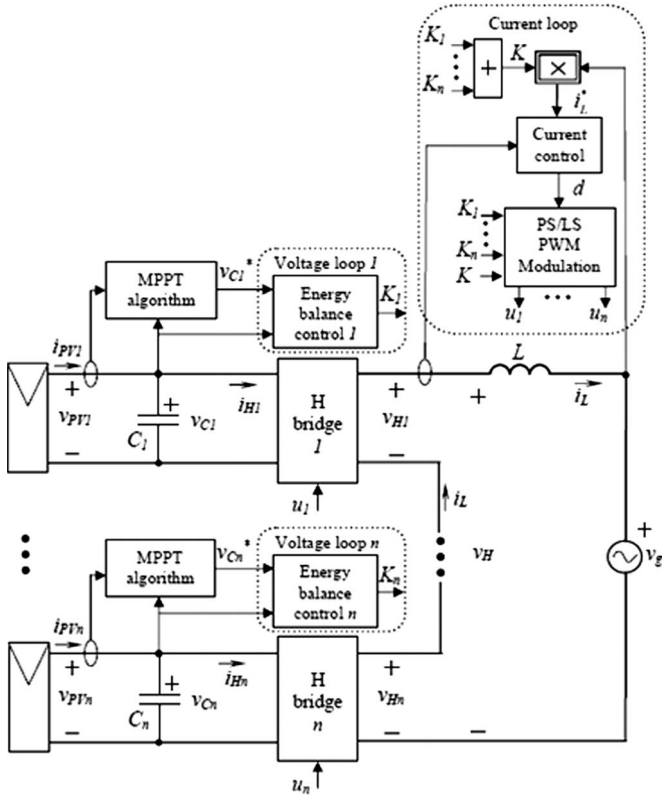 Current loop
K1
Kn
+
K
×
iL*
Current
control
d
K1
Kn
K
PS/LS
PWM
Modulation
u1
un
MPPT
algorithm
vC1*
Voltage loop 1
Energy
balance
control 1
K1
iPV1
+
vPV1
−
C1
+
vC1
iH1
H
bridge
1
u1
+
vH1
−
L
+
iL
iL
vH
+
vg
MPPT
algorithm
vCn*
Voltage loop n
Energy
balance
control n
Kn
iPVn
+
vPVn
−
Cn
+
vCn
iHn
H
bridge
n
un
+
vHn
−
−